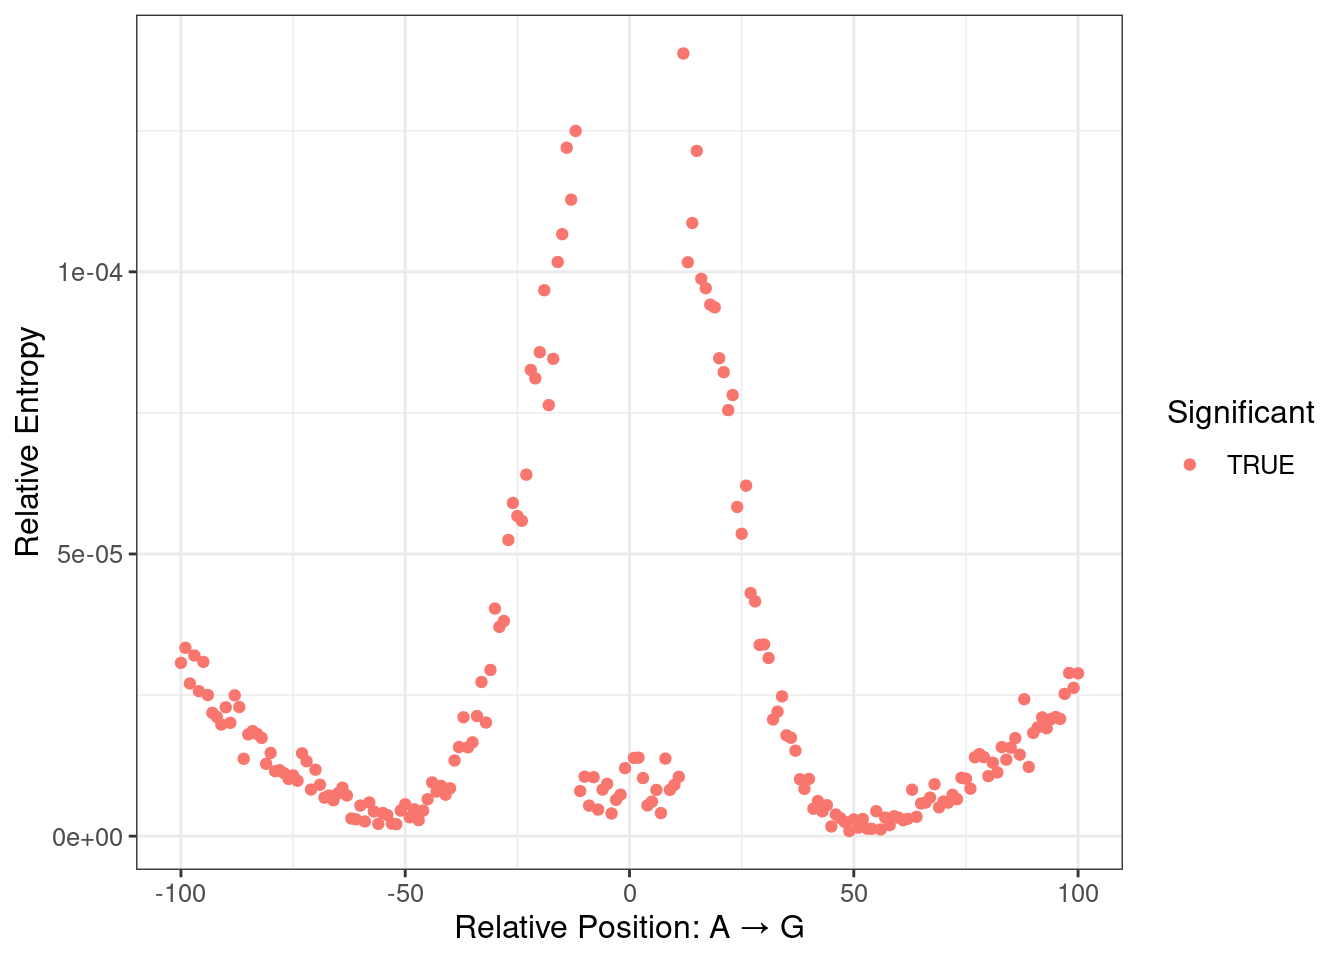 Relative Entropy
1e-04
5e-05
0e+00
-100
-50
0
50
100
Relative Position: A → G
Significant
TRUE